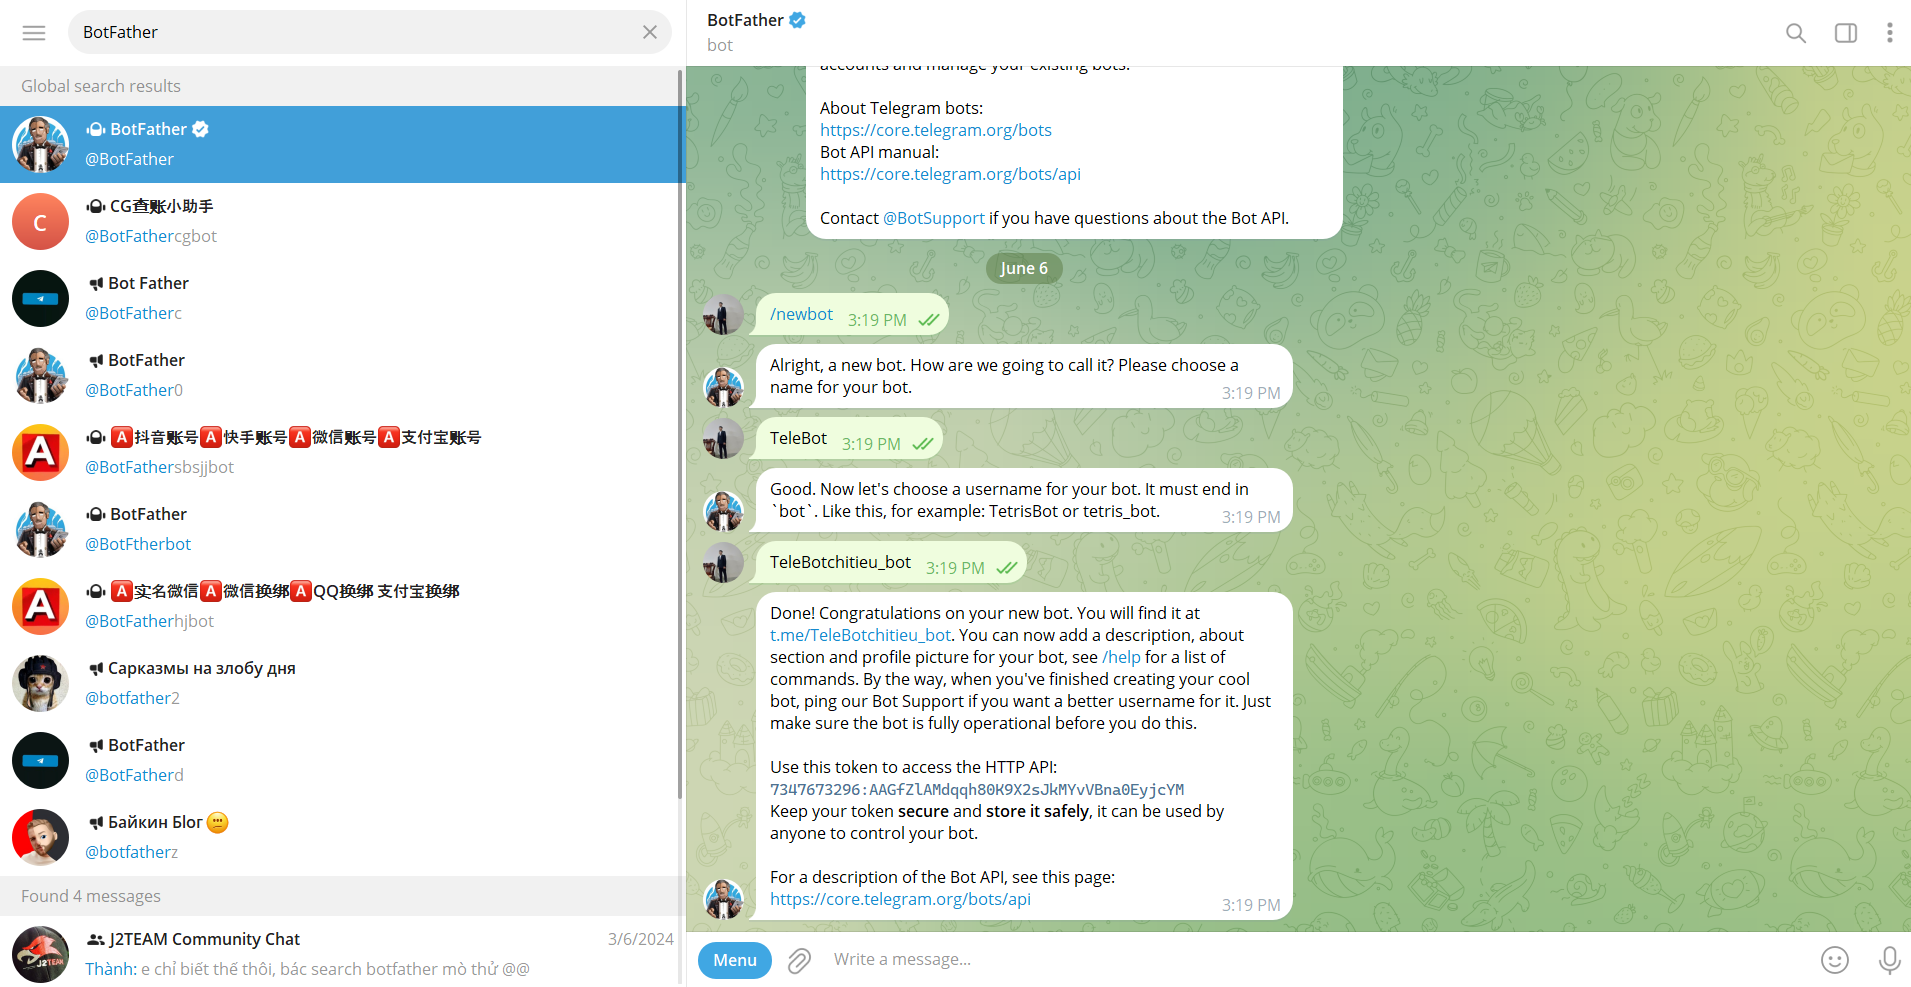 BotFather
Global search results
BotFather
@BotFather
CG查账小助手
@BotFathercgbot
Bot Father
@BotFatherc
BotFather
@BotFather0
🅰抖音账号🅰快手账号🅰微信账号🅰支付宝账号
@BotFathersbsjjbot
BotFather
@BotFtherbot
🅰实名微信🅰微信换绑🅰QQ换绑 支付宝换绑
@BotFatherhjbot
Сарказмы на злобу дня
@botfather2
BotFather
@BotFatherd
Байкин Блог
@botfatherz
Found 4 messages
J2TEAM Community Chat 3/6/2024
Thành: e chỉ biết thế thôi, bác search botfather mò thử @@
BotFather
bot
accounts and manage your existing bots.
About Telegram bots:
https://core.telegram.org/bots
Bot API manual:
https://core.telegram.org/bots/api
Contact @BotSupport if you have questions about the Bot API.
June 6
/newbot 3:19 PM
Alright, a new bot. How are we going to call it? Please choose a
name for your bot. 3:19 PM
TeleBot 3:19 PM
Good. Now let's choose a username for your bot. It must end in
`bot`. Like this, for example: TetrisBot or tetris_bot. 3:19 PM
TeleBotchitieu_bot 3:19 PM
Done! Congratulations on your new bot. You will find it at
t.me/TeleBotchitieu_bot. You can now add a description, about
section and profile picture for your bot, see /help for a list of
commands. By the way, when you've finished creating your cool
bot, ping our Bot Support if you want a better username for it. Just
make sure the bot is fully operational before you do this.
Use this token to access the HTTP API:
7347673296:AAGfZlAMdqqh80K9X2sJkMYvVBna0EyjcYM
Keep your token secure and store it safely, it can be used by
anyone to control your bot.
For a description of the Bot API, see this page:
https://core.telegram.org/bots/api 3:19 PM
Menu
Write a message...